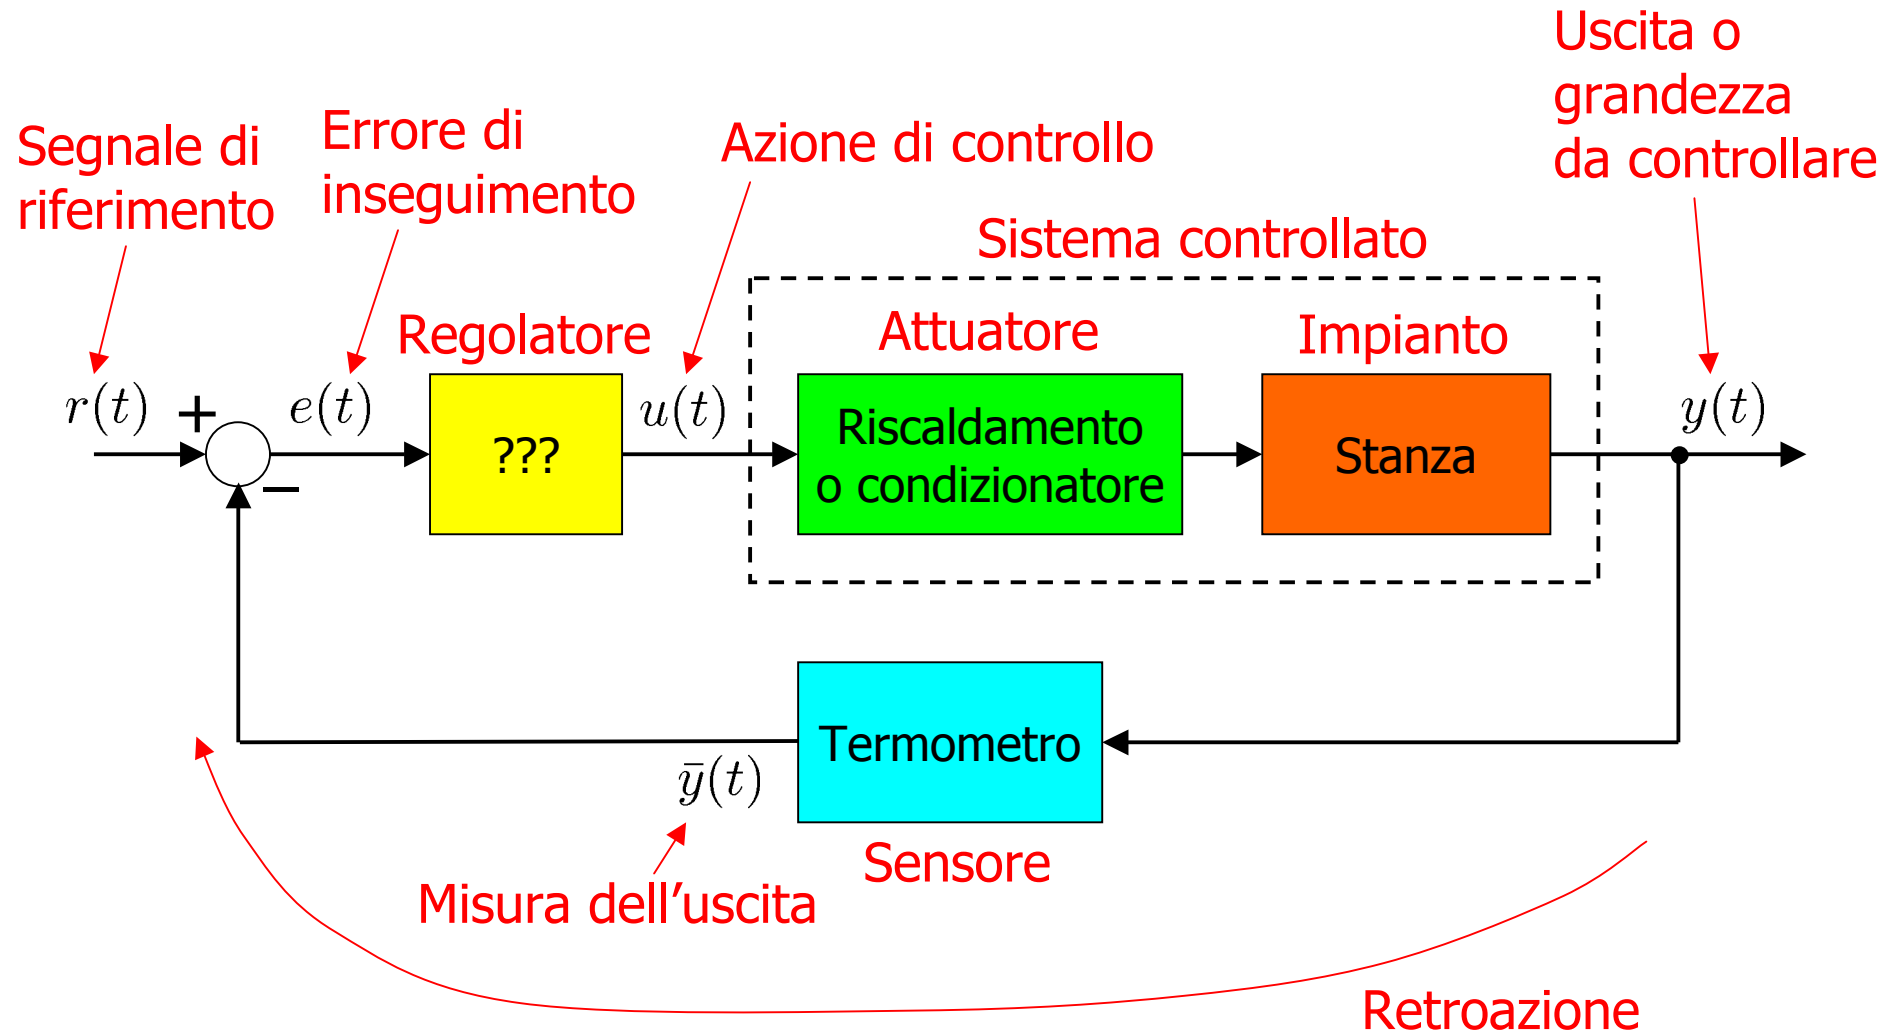 Uscita o
grandezza
da controllare
Segnale di
riferimento
Errore di
inseguimento
Azione di controllo
Sistema controllato
Regolatore
Attuatore
Impianto
r(t)
+
e(t)
u(t)
y(t)
???
Riscaldamento
o condizionatore
Stanza
−
Termometro
ȳ(t)
Sensore
Misura dell’uscita
Retroazione